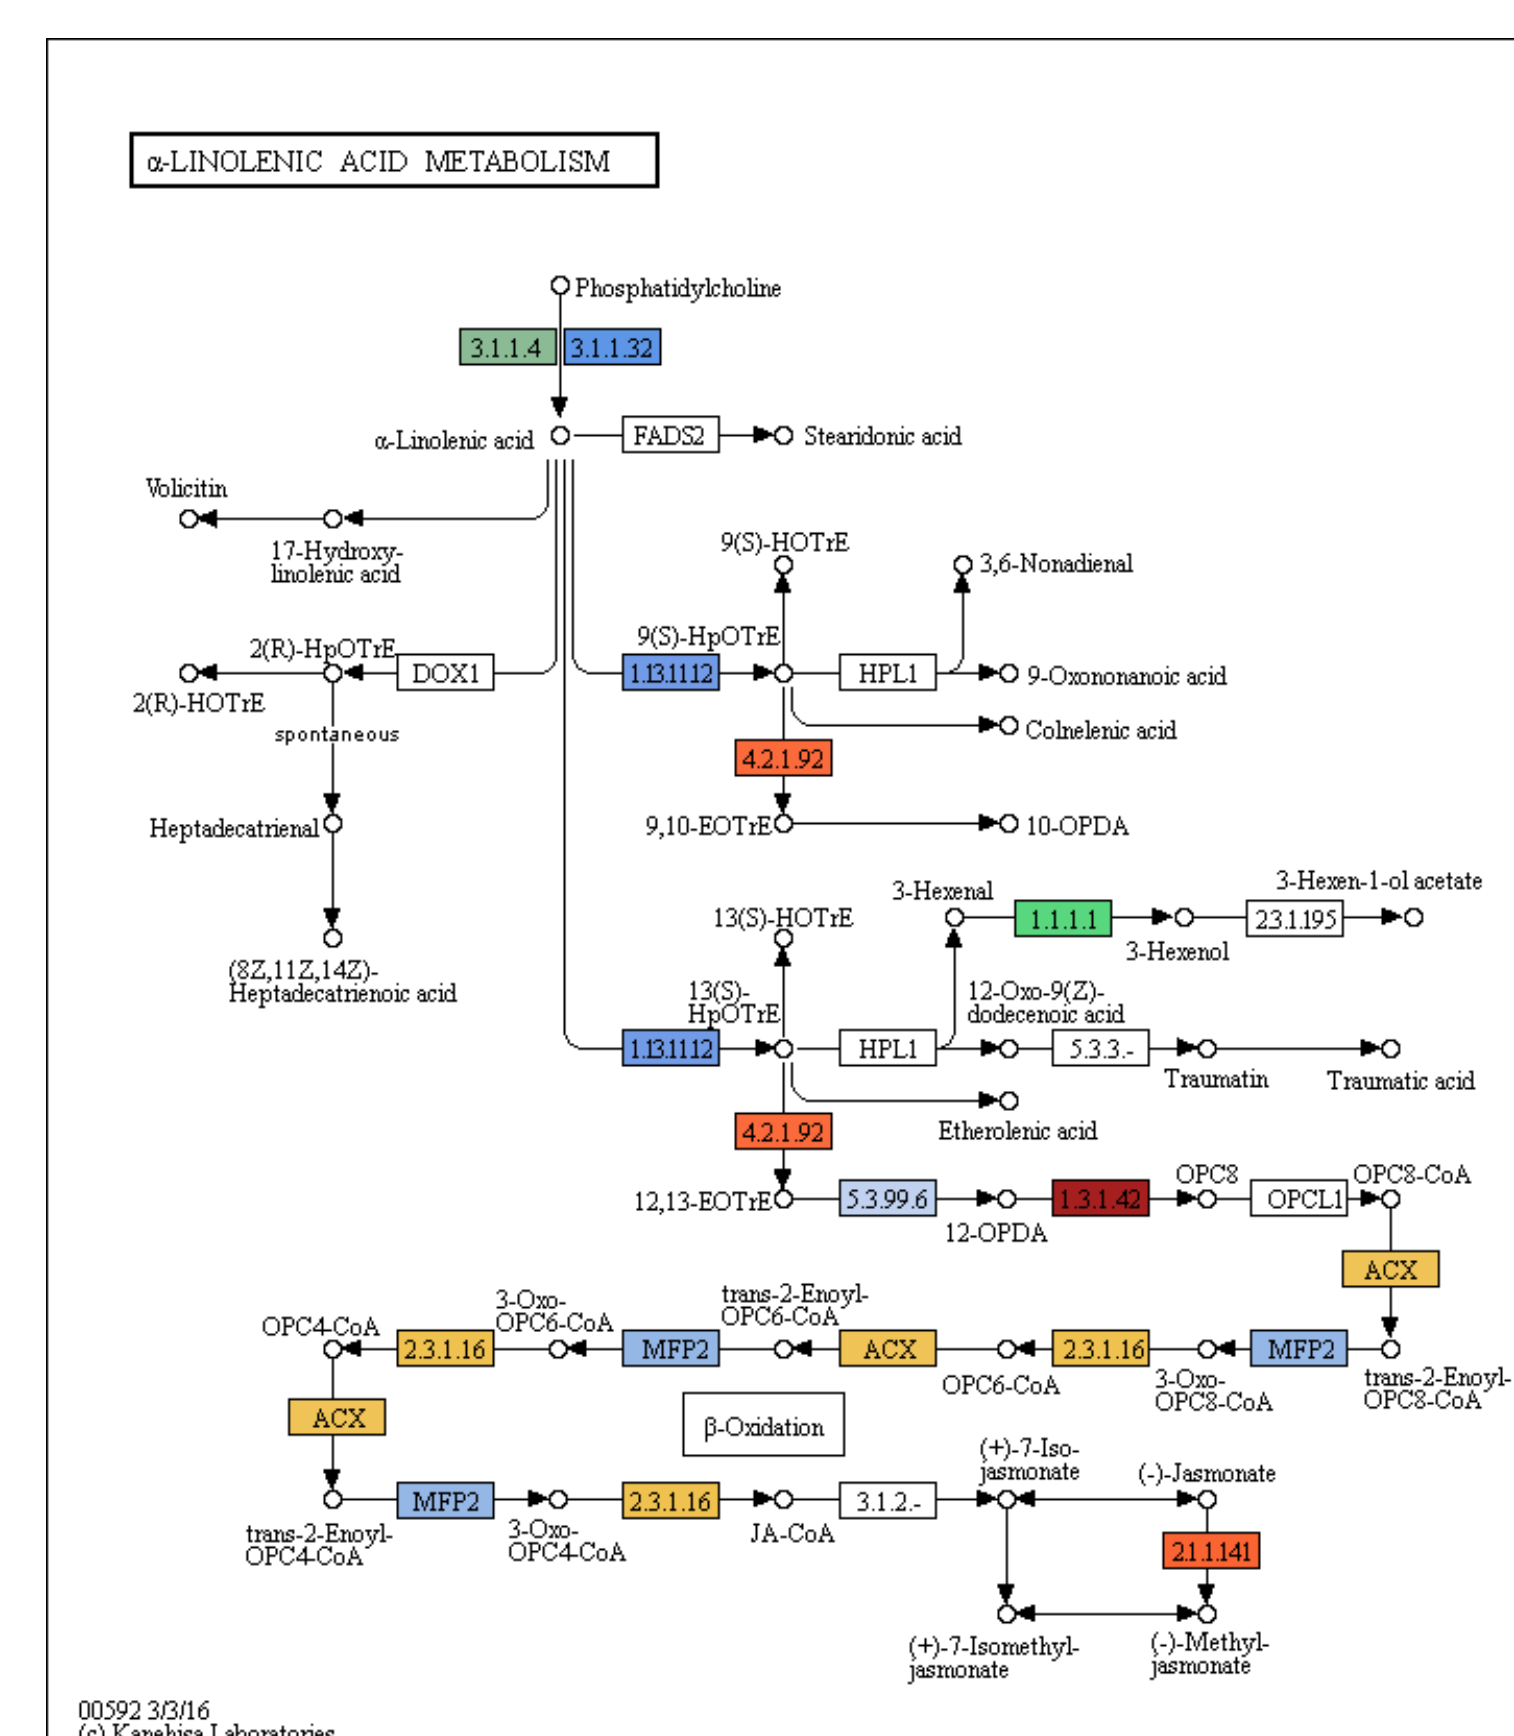 α-LINOLENIC ACID METABOLISM
Phosphatidylcholine
3.1.1.4
3.1.1.32
α-Linolenic acid
FADS2
Stearidonic acid
Volicitin
17-Hydroxy-
linolenic acid
9(S)-HOTrE
3,6-Nonadienal
2(R)-HpOTrE
9(S)-HpOTrE
DOX1
1.13.1112
HPL1
9-Oxononanoic acid
2(R)-HOTrE
Colnelenic acid
spontaneous
4.2.1.92
Heptadecatrienal
9,10-EOTrE
10-OPDA
3-Hexenal
3-Hexen-1-ol acetate
13(S)-HOTrE
1.1.1.1
2.3.1.195
3-Hexenol
(8Z,11Z,14Z)-
Heptadecatrienoic acid
13(S)-
HpOTrE
12-Oxo-9(Z)-
dodecenoic acid
1.13.1112
HPL1
5.3.3.-
Traumatin
Traumatic acid
4.2.1.92
Etherolenic acid
12,13-EOTrE
5.3.99.6
12-OPDA
1.3.1.42
OPC8
OPCL1
OPC8-CoA
ACX
OPC4-CoA
2.3.1.16
3-Oxo-
OPC6-CoA
MFP2
trans-2-Enoyl-
OPC6-CoA
ACX
OPC6-CoA
2.3.1.16
3-Oxo-
OPC8-CoA
MFP2
trans-2-Enoyl-
OPC8-CoA
ACX
β-Oxidation
trans-2-Enoyl-
OPC4-CoA
MFP2
3-Oxo-
OPC4-CoA
2.3.1.16
JA-CoA
3.1.2.-
(+)-7-Iso-
jasmonate
(-)-Jasmonate
2.1.1.141
(+)-7-Isomethyl-
jasmonate
(-)-Methyl-
jasmonate
00592 3/3/16
(c) Kanehisa Laboratories